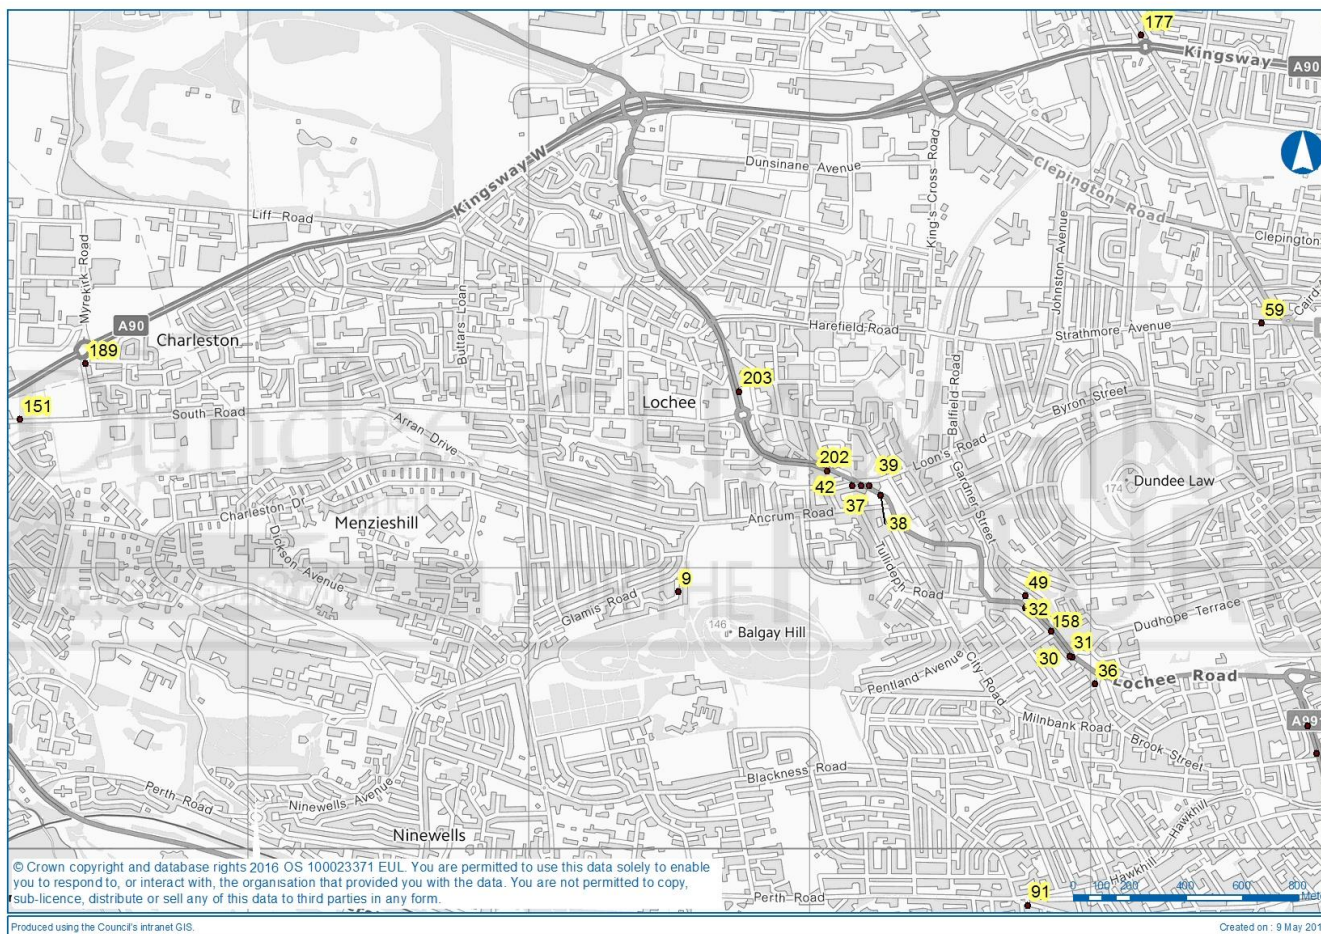 177
Kingsway
A90
Dunsinane Avenue
King's Cross Road
Clepington Road
Kingsway W
Liff Road
Myrekirk Road
Johnston Avenue
Clepington
Buttars Loan
59
A90
Harefield Road
Strathmore Avenue
Charleston
189
203
Balfield Road
Byron Street
151
South Road
Lochee
Arran Drive
Loon's Road
202
39
42
37
Gardner Street
174
Dundee Law
Charleston Dr
Menzieshill
Ancrum Road
38
Dickson Avenue
Tullideph Road
9
49
Glamis Road
32
158
Dudhope Terrace
146
Balgay Hill
31
30
City Road
36
Lochee Road
Pentland Avenue
Milnbank Road
A991
Brook Street
Blackness Road
Perth Road
Ninewells Avenue
Hawkhill
Ninewells
Hawkhill
© Crown copyright and database rights 2016 OS 100023371 EUL. You are permitted to use this data solely to enable
you to respond to, or interact with, the organisation that provided you with the data. You are not permitted to copy,
sub-licence, distribute or sell any of this data to third parties in any form.
Perth Road
91
0 100 200 400 600 800
Produced using the Council's intranet GIS.
Created on : 9 May 201